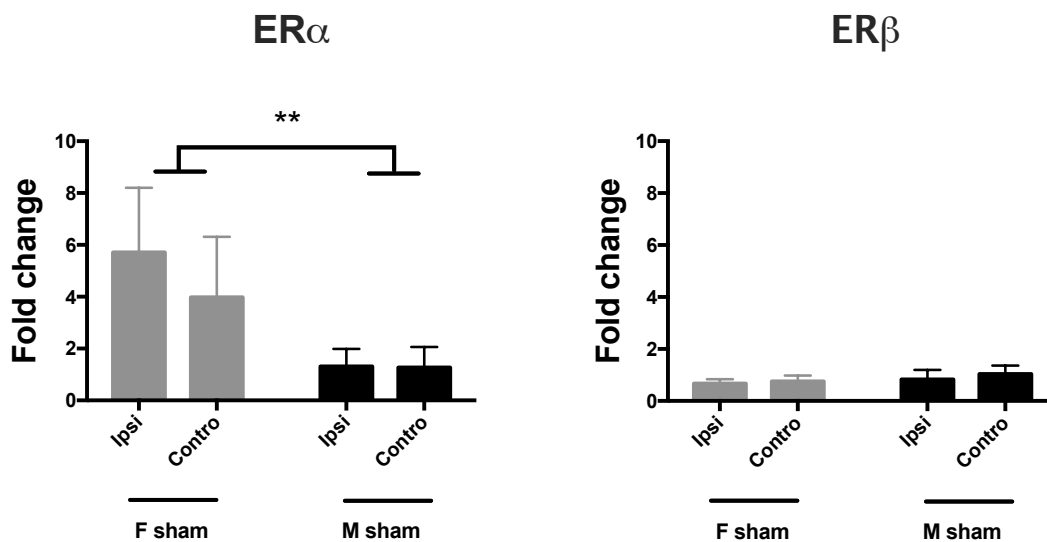 ERα
**
Fold change
10
8
6
4
2
0
Ipsi
Contro
Ipsi
Contro
F sham
M sham
ERβ
Fold change
10
8
6
4
2
0
Ipsi
Contro
Ipsi
Contro
F sham
M sham